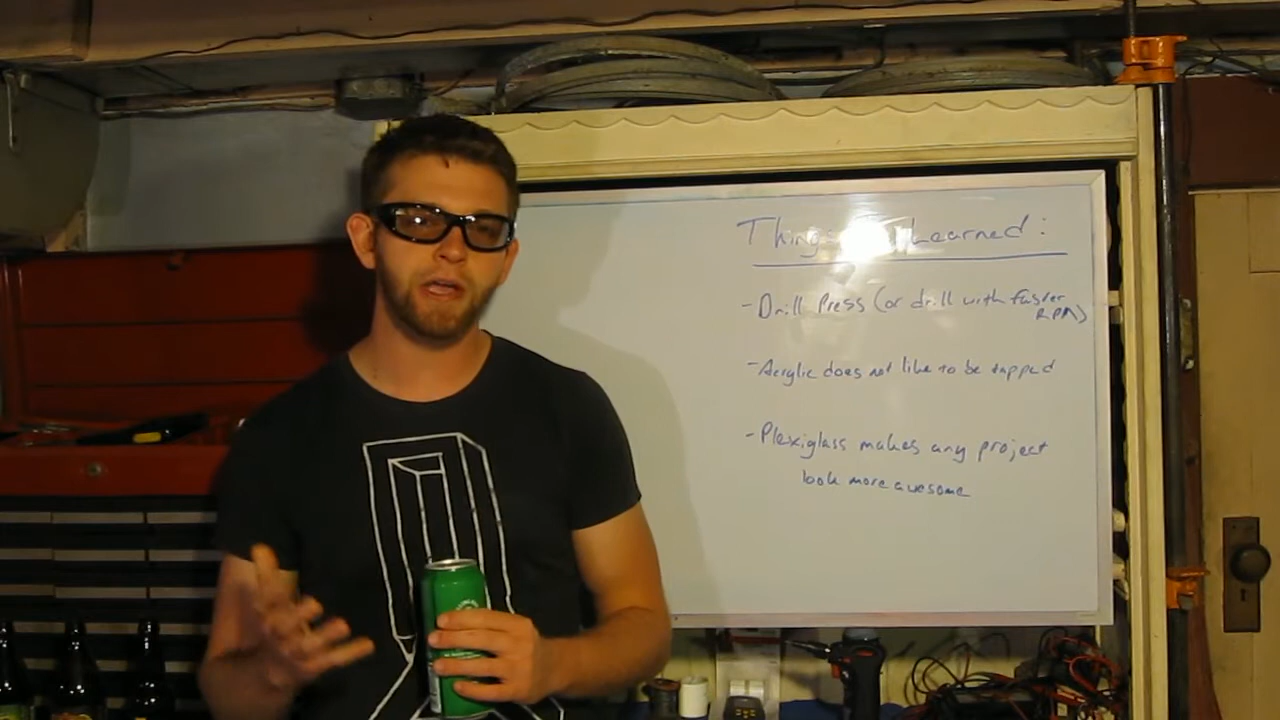 Things Learned:
- Drill Press (or drill with faster
RPM)
- Acrylic does not like to be tapped
- Plexiglass makes any project
look more awesome